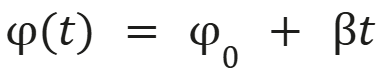 φ(t) = φ₀ + βt